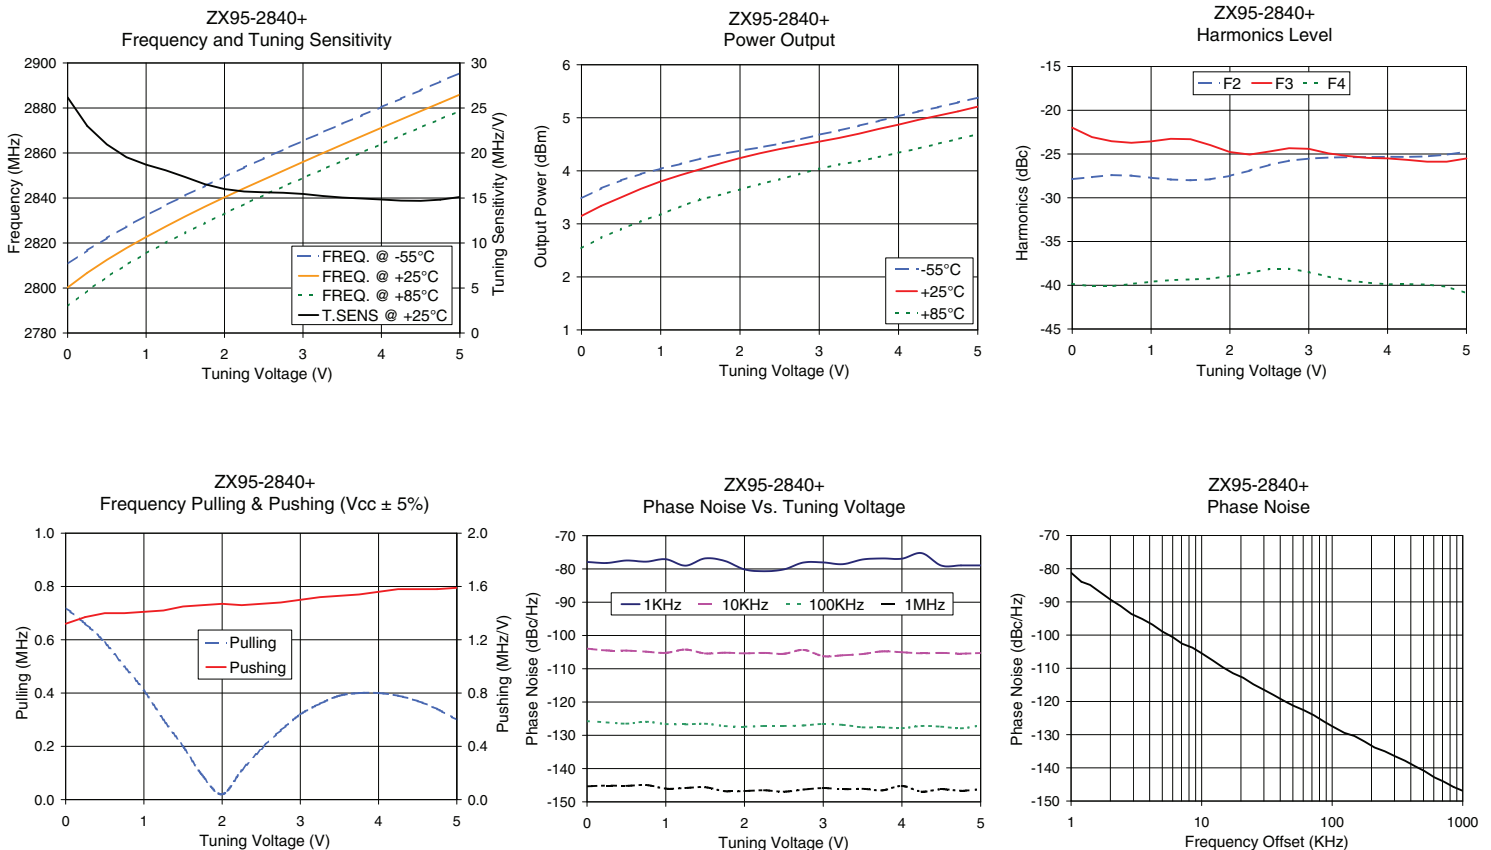 ZX95-2840+
Frequency and Tuning Sensitivity
2900
2880
2860
2840
2820
2800
2780
Frequency (MHz)
30
25
20
15
10
5
0
Tuning Sensitivity (MHz/V)
FREQ. @ -55°C
FREQ. @ +25°C
FREQ. @ +85°C
T.SENS @ +25°C
0 1 2 3 4 5
Tuning Voltage (V)
ZX95-2840+
Power Output
6
5
4
3
2
1
Output Power (dBm)
-55°C
+25°C
+85°C
0 1 2 3 4 5
Tuning Voltage (V)
ZX95-2840+
Harmonics Level
-15
-20
-25
-30
-35
-40
-45
Harmonics (dBc)
F2 F3 F4
0 1 2 3 4 5
Tuning Voltage (V)
ZX95-2840+
Frequency Pulling & Pushing (Vcc ± 5%)
1.0
0.8
0.6
0.4
0.2
0.0
Pulling (MHz)
2.0
1.6
1.2
0.8
0.4
0.0
Pushing (MHz/V)
Pulling
Pushing
0 1 2 3 4 5
Tuning Voltage (V)
ZX95-2840+
Phase Noise Vs. Tuning Voltage
-70
-80
-90
-100
-110
-120
-130
-140
-150
Phase Noise (dBc/Hz)
1KHz 10KHz 100KHz 1MHz
0 1 2 3 4 5
Tuning Voltage (V)
ZX95-2840+
Phase Noise
-70
-80
-90
-100
-110
-120
-130
-140
-150
Phase Noise (dBc/Hz)
1 10 100 1000
Frequency Offset (KHz)